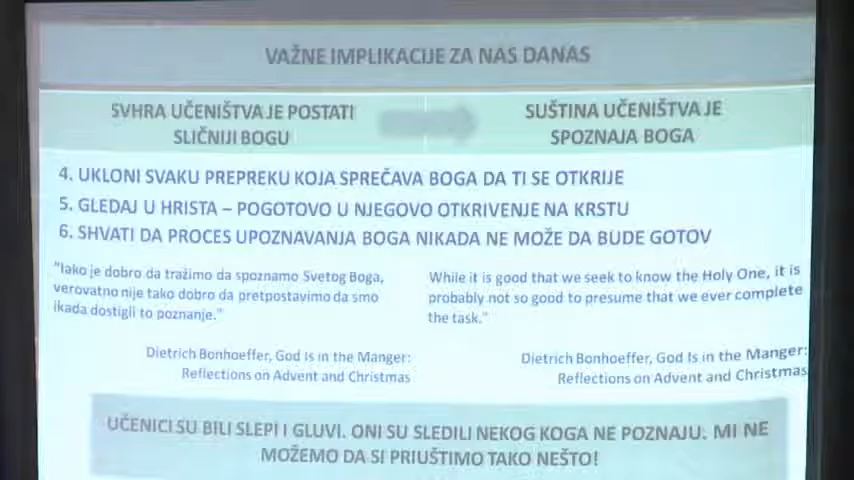 VAŽNE IMPLIKACIJE ZA NAS DANAS
SVHRA UČENIŠTVA JE POSTATI
SLIČNIJI BOGU
SUŠTINA UČENIŠTVA JE
SPOZNAJA BOGA
4. UKLONI SVAKU PREPREKU KOJA SPREČAVA BOGA DA TI SE OTKRIJE
5. GLEDAJ U HRISTA – POGOTOVO U NJEGOVO OTKRIVENJE NA KRSTU
6. SHVATI DA PROCES UPOZNAVANJA BOGA NIKADA NE MOŽE DA BUDE GOTOV
"Iako je dobro da tražimo da spoznamo Svetog Boga,
verovatno nije tako dobro da pretpostavimo da smo
ikada dostigli to poznanje."
Dietrich Bonhoeffer, God Is in the Manger:
Reflections on Advent and Christmas
While it is good that we seek to know the Holy One, it is
probably not so good to presume that we ever complete
the task."
Dietrich Bonhoeffer, God Is in the Manger:
Reflections on Advent and Christmas
UČENICI SU BILI SLEPI I GLUVI. ONI SU SLEDILI NEKOG KOGA NE POZNAJU. MI NE
MOŽEMO DA SI PRIUŠTIMO TAKO NEŠTO!